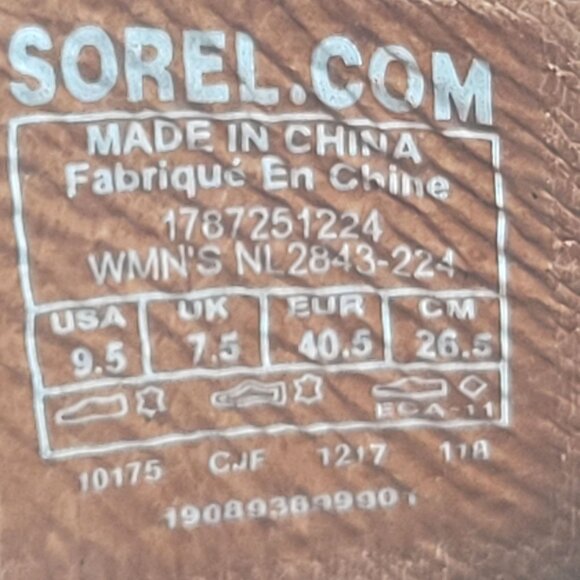 SOREL.COM
MADE IN CHINA
Fabriqué En Chine
1787251224
WMN'S NL2843-224
USA UK EUR CM
9.5 7.5 40.5 26.5
ECA-11
10175 CJF 1217 11A